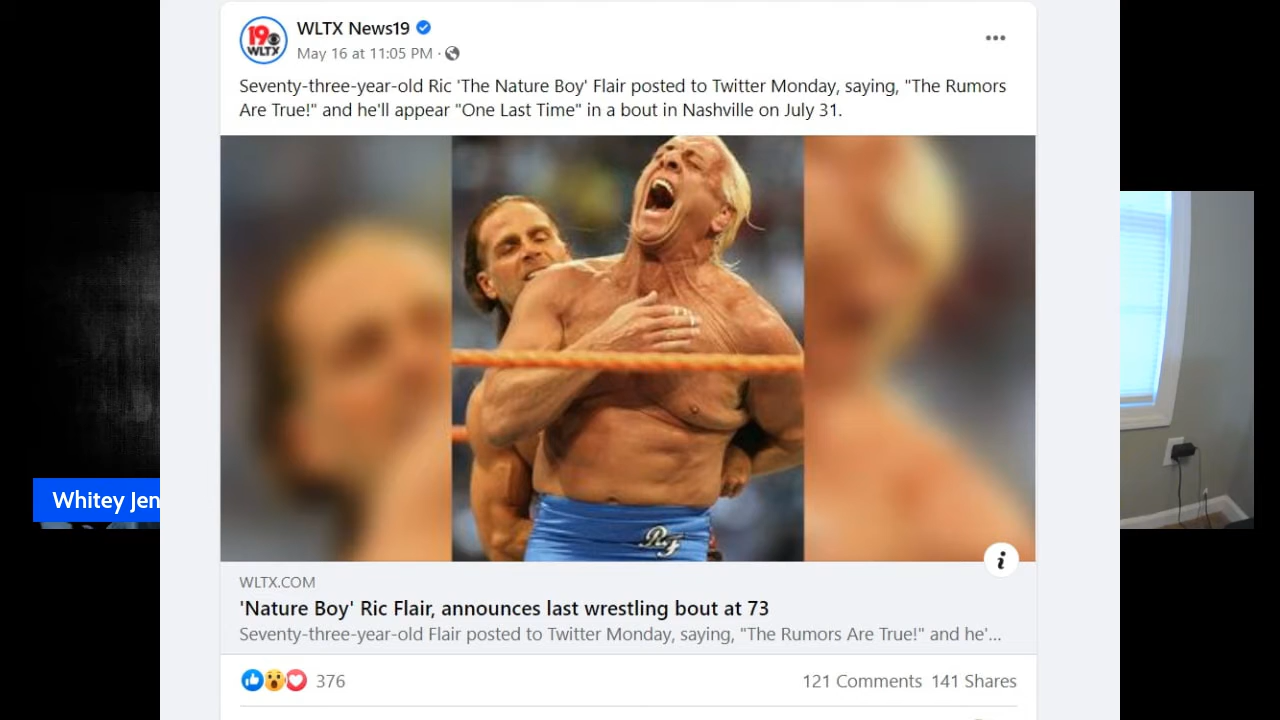 19
WLTX
WLTX News19
May 16 at 11:05 PM ·
Seventy-three-year-old Ric 'The Nature Boy' Flair posted to Twitter Monday, saying, "The Rumors
Are True!" and he'll appear "One Last Time" in a bout in Nashville on July 31.
RF
Whitey Jen
i
WLTX.COM
'Nature Boy' Ric Flair, announces last wrestling bout at 73
Seventy-three-year-old Flair posted to Twitter Monday, saying, "The Rumors Are True!" and he'...
376
121 Comments 141 Shares